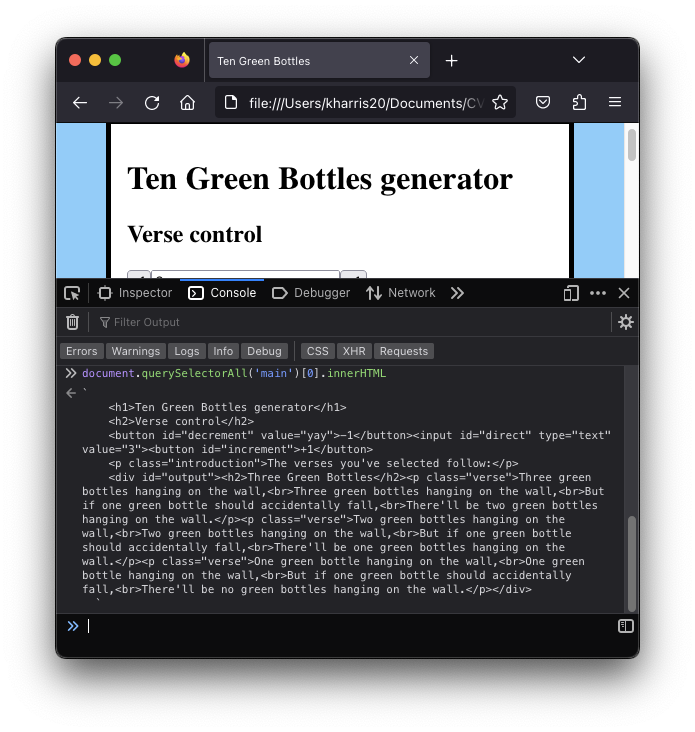 Ten Green Bottles
file:///Users/kharris20/Documents/CV
Ten Green Bottles generator
Verse control
Inspector Console Debugger Network
Filter Output
Errors Warnings Logs Info Debug CSS XHR Requests
document.querySelectorAll('main')[0].innerHTML
`
<h1>Ten Green Bottles generator</h1>
<h2>Verse control</h2>
<button id="decrement" value="yay">−1</button><input id="direct" type="text"
value="3"><button id="increment">+1</button>
<p class="introduction">The verses you've selected follow:</p>
<div id="output"><h2>Three Green Bottles</h2><p class="verse">Three green
bottles hanging on the wall,<br>Three green bottles hanging on the wall,<br>But
if one green bottle should accidentally fall,<br>There'll be two green bottles
hanging on the wall.</p><p class="verse">Two green bottles hanging on the
wall,<br>Two green bottles hanging on the wall,<br>But if one green bottle
should accidentally fall,<br>There'll be one green bottles hanging on the
wall.</p><p class="verse">One green bottle hanging on the wall,<br>One green
bottle hanging on the wall,<br>But if one green bottle should accidentally
fall,<br>There'll be no green bottles hanging on the wall.</p></div>
`